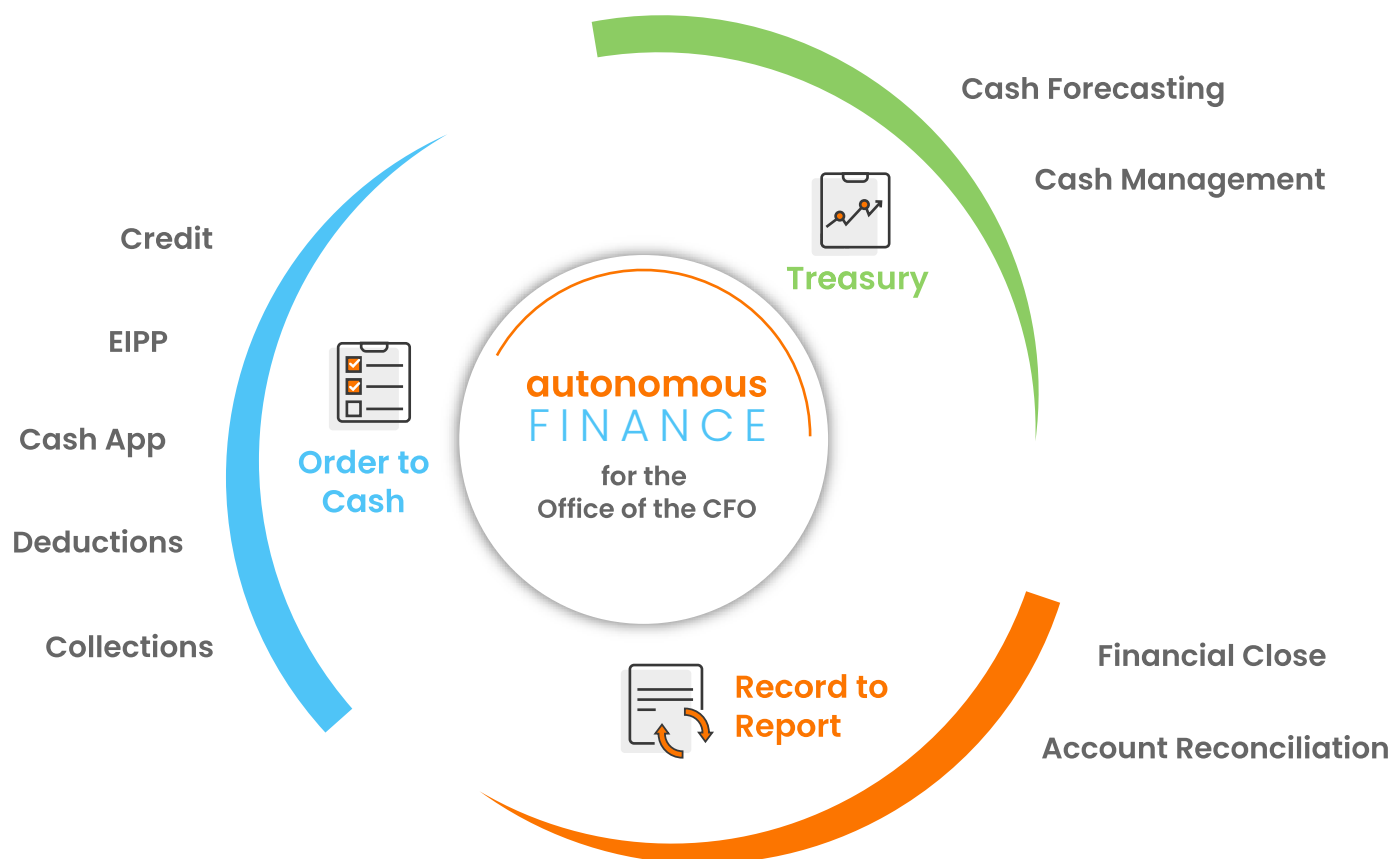 Cash Forecasting
Cash Management
Treasury
Credit
EIPP
Cash App
Deductions
Collections
Order to
Cash
autonomous
FINANCE
for the
Office of the CFO
Record to
Report
Financial Close
Account Reconciliation